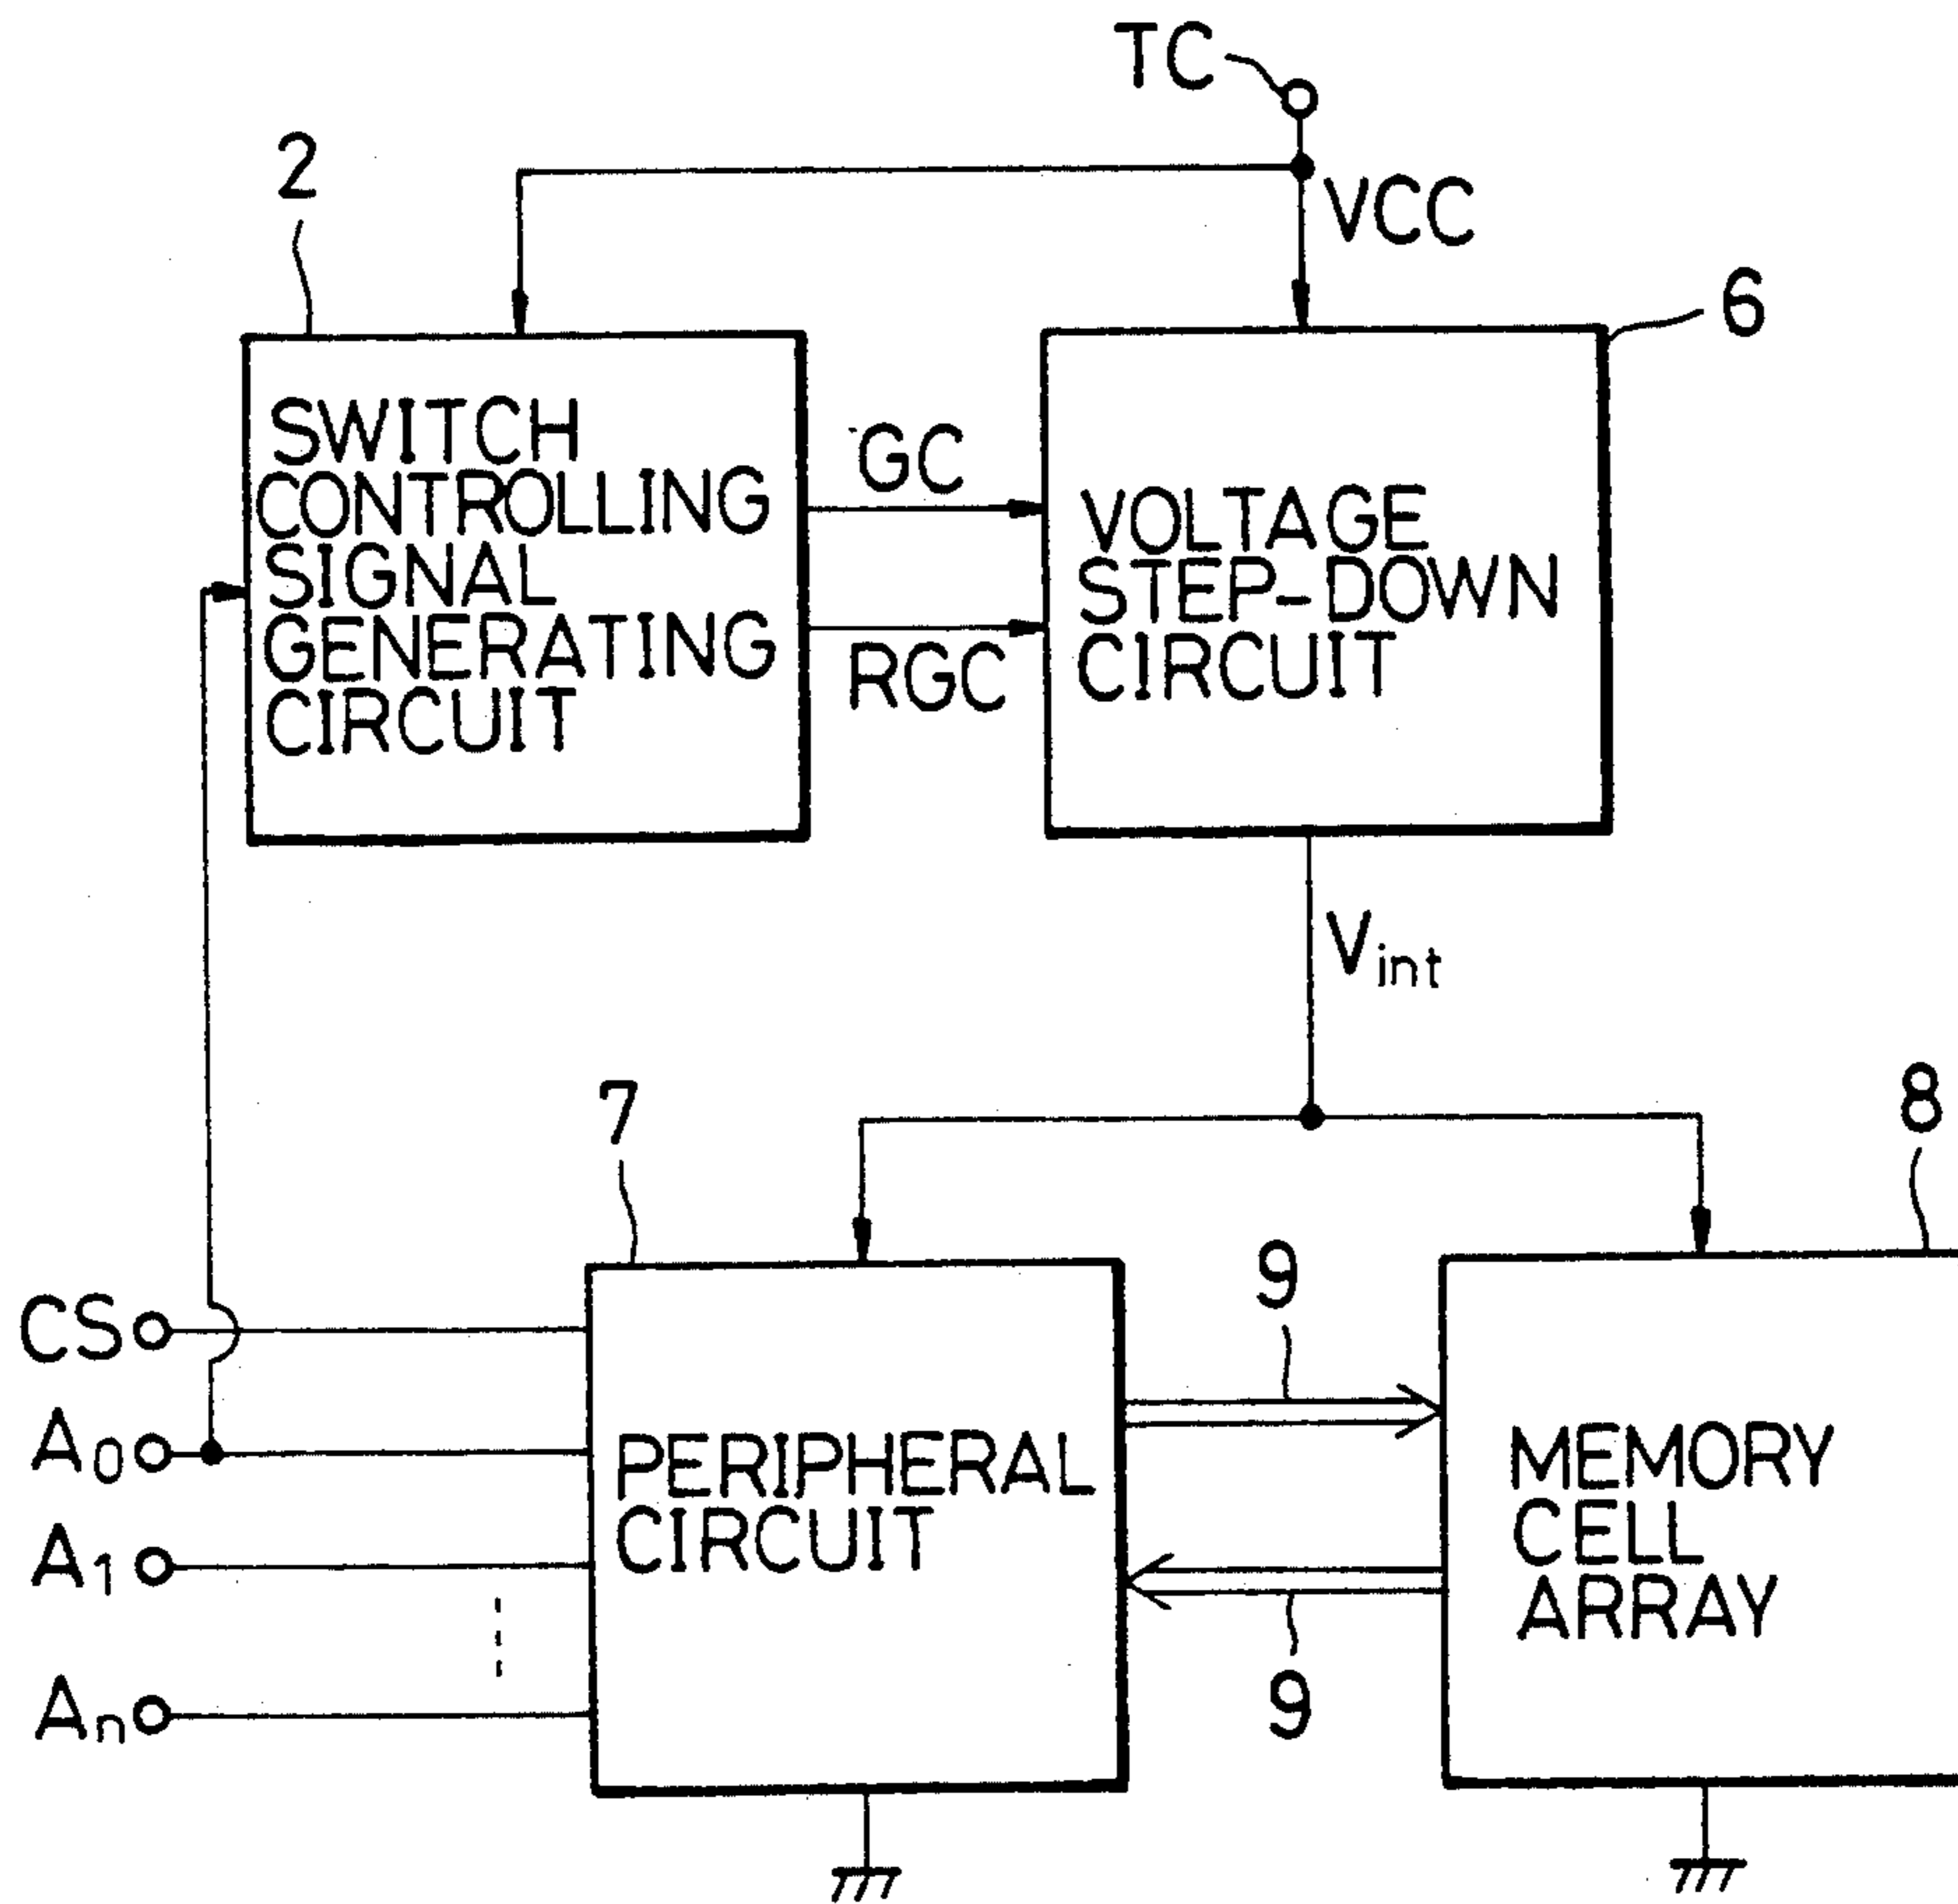 TC
2
VCC
6
SWITCH
CONTROLLING
SIGNAL
GENERATING
CIRCUIT
GC
RGC
VOLTAGE
STEP-DOWN
CIRCUIT
Vint
7
8
CS
9
A0
PERIPHERAL
CIRCUIT
MEMORY
CELL
ARRAY
A1
9
An